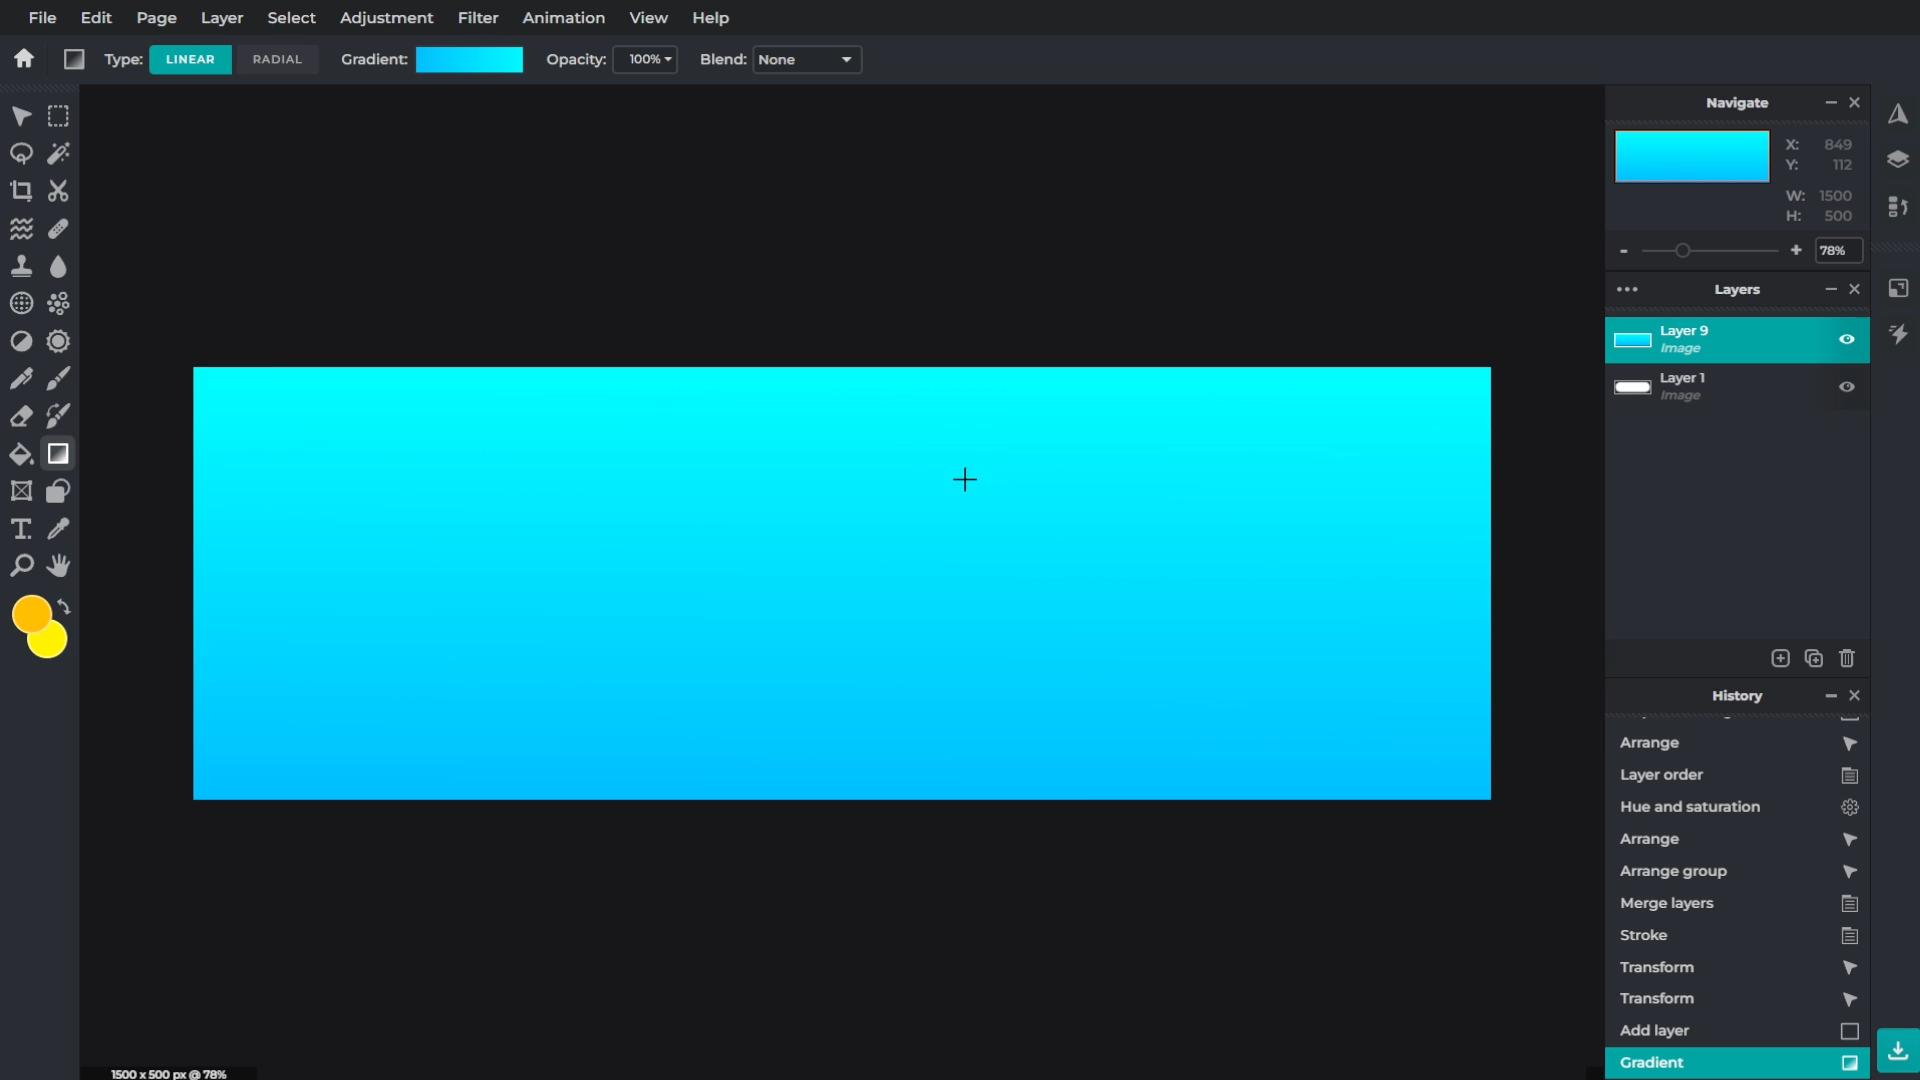 File Edit Page Layer Select Adjustment Filter Animation View Help
Type: LINEAR RADIAL Gradient: Opacity: 100% Blend: None
Navigate
X: 849
Y: 112
W: 1500
H: 500
- + 78%
Layers
Layer 9
Image
Layer 1
Image
History
Arrange
Layer order
Hue and saturation
Arrange
Arrange group
Merge layers
Stroke
Transform
Transform
Add layer
Gradient
1500 x 500 px @ 78%